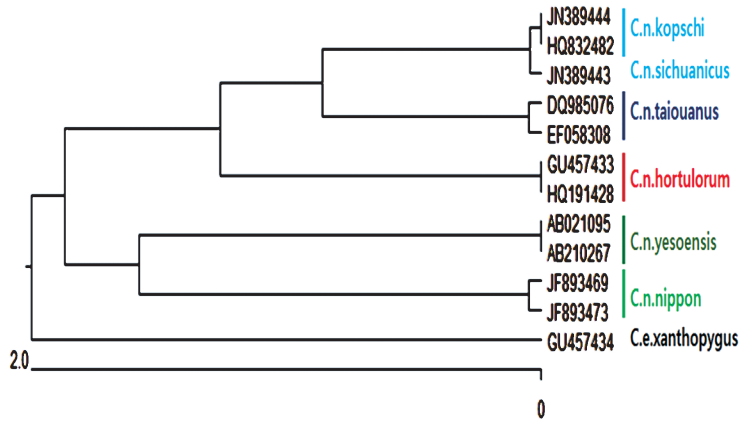 JN389444
HQ832482
C.n.kopschi
JN389443
C.n.sichuanicus
DQ985076
EF058308
C.n.taiouanus
GU457433
HQ191428
C.n.hortulorum
AB021095
AB210267
C.n.yesoensis
JF893469
JF893473
C.n.nippon
GU457434
C.e.xanthopygus
2.0
0